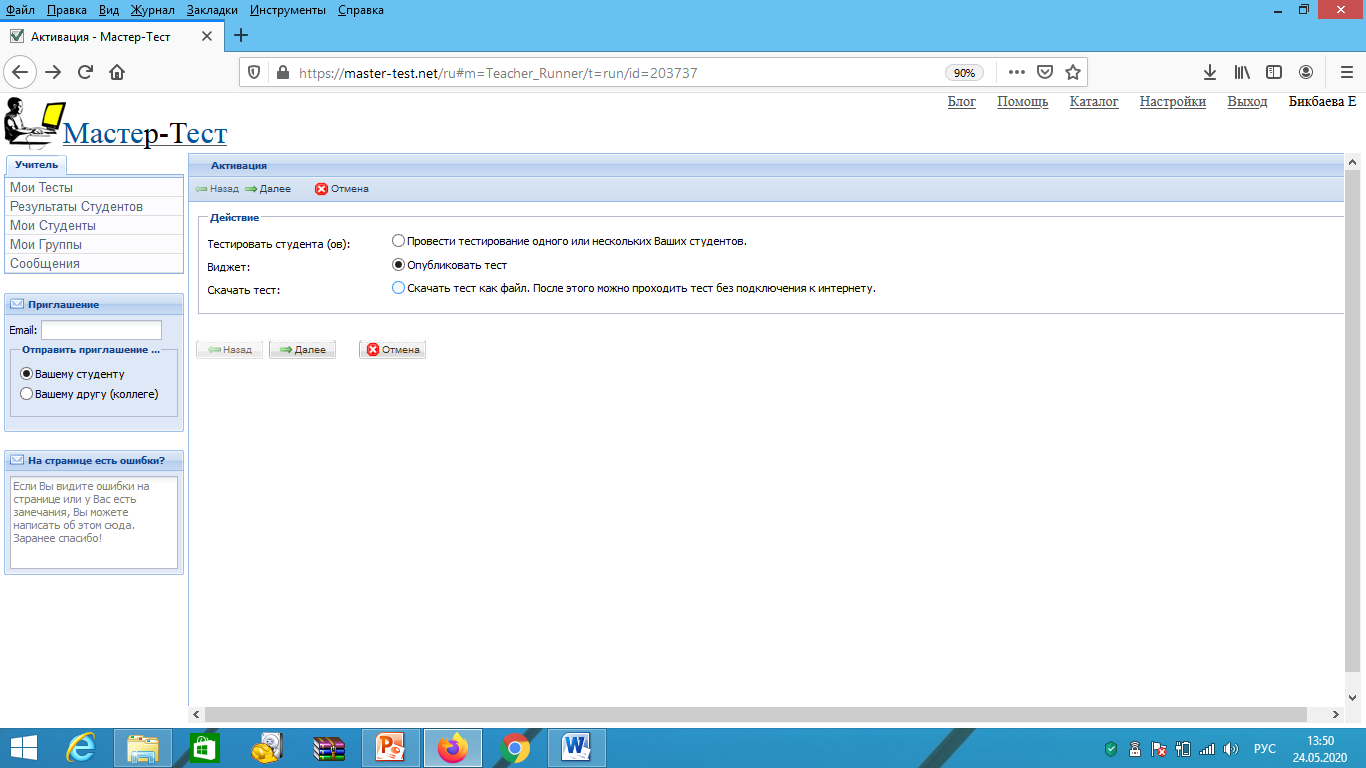 Файл Правка Вид Журнал Закладки Инструменты Справка
Активация - Мастер-Тест
https://master-test.net/ru#m=Teacher_Runner/t=run/id=203737 90%
Блог Помощь Каталог Настройки Выход Бикбаева Е
Мастер-Тест
Учитель
Мои Тесты
Результаты Студентов
Мои Студенты
Мои Группы
Сообщения
Приглашение
Email:
Отправить приглашение ...
Вашему студенту
Вашему другу (коллеге)
На странице есть ошибки?
Если Вы видите ошибки на
странице или у Вас есть
замечания, Вы можете
написать об этом сюда.
Заранее спасибо!
Активация
Назад Далее Отмена
Действие
Тестировать студента (ов): Провести тестирование одного или нескольких Ваших студентов.
Виджет: Опубликовать тест
Скачать тест: Скачать тест как файл. После этого можно проходить тест без подключения к интернету.
Назад Далее Отмена
РУС
13:50
24.05.2020